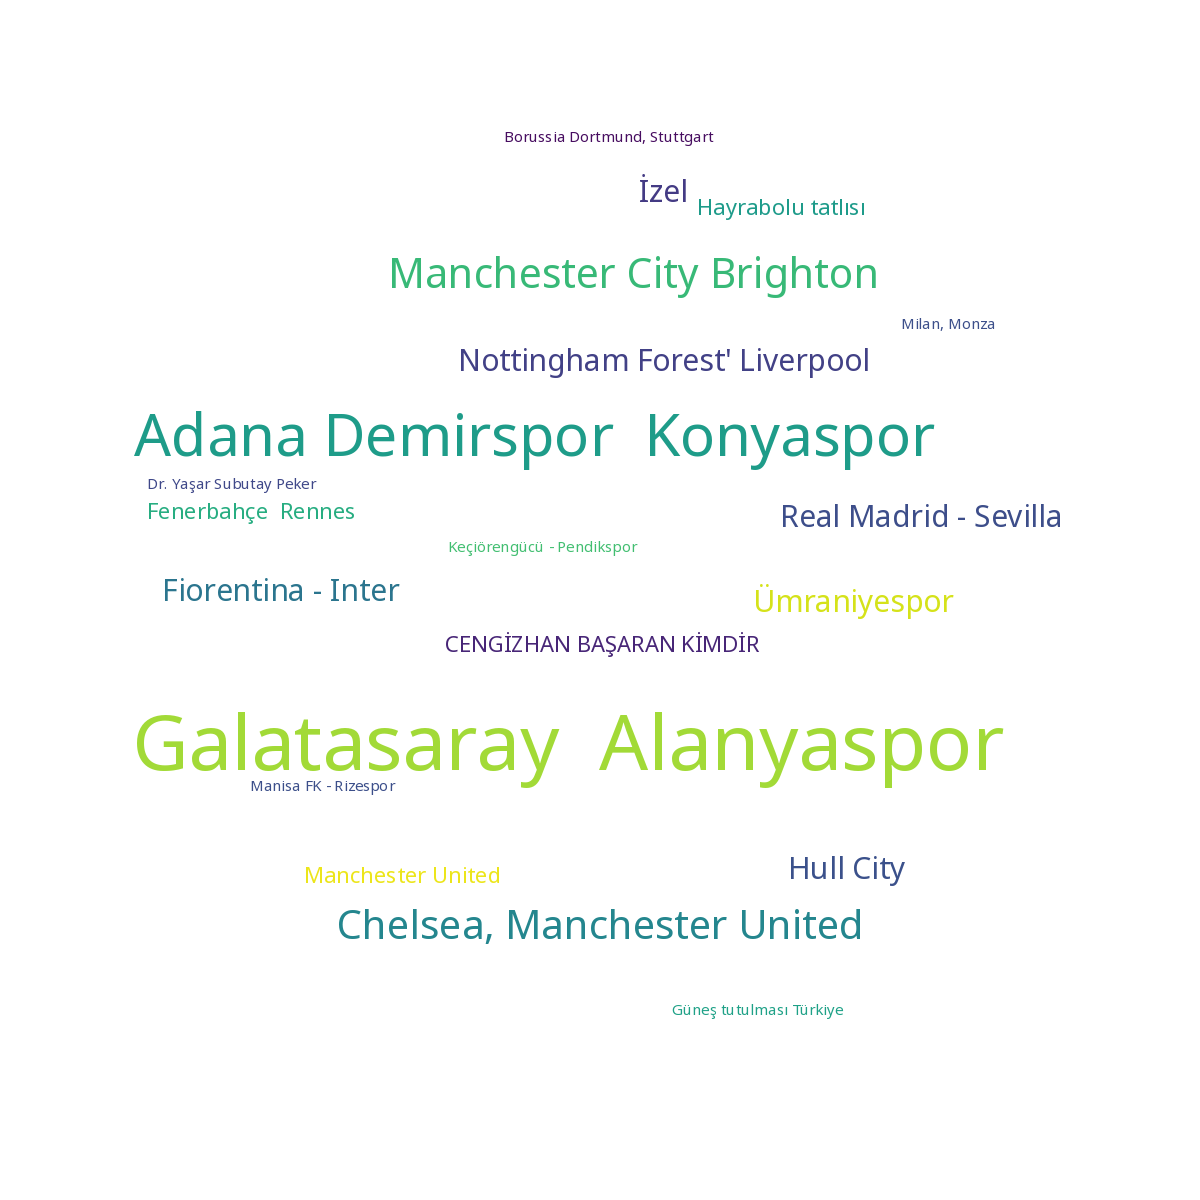 Borussia Dortmund, Stuttgart
İzel
Hayrabolu tatlısı
Manchester City Brighton
Milan, Monza
Nottingham Forest' Liverpool
Adana Demirspor  Konyaspor
Dr. Yaşar Subutay Peker
Fenerbahçe  Rennes
Real Madrid - Sevilla
Keçiörengücü - Pendikspor
Fiorentina - Inter
Ümraniyespor
CENGİZHAN BAŞARAN KİMDİR
Galatasaray  Alanyaspor
Manisa FK - Rizespor
Hull City
Manchester United
Chelsea, Manchester United
Güneş tutulması Türkiye